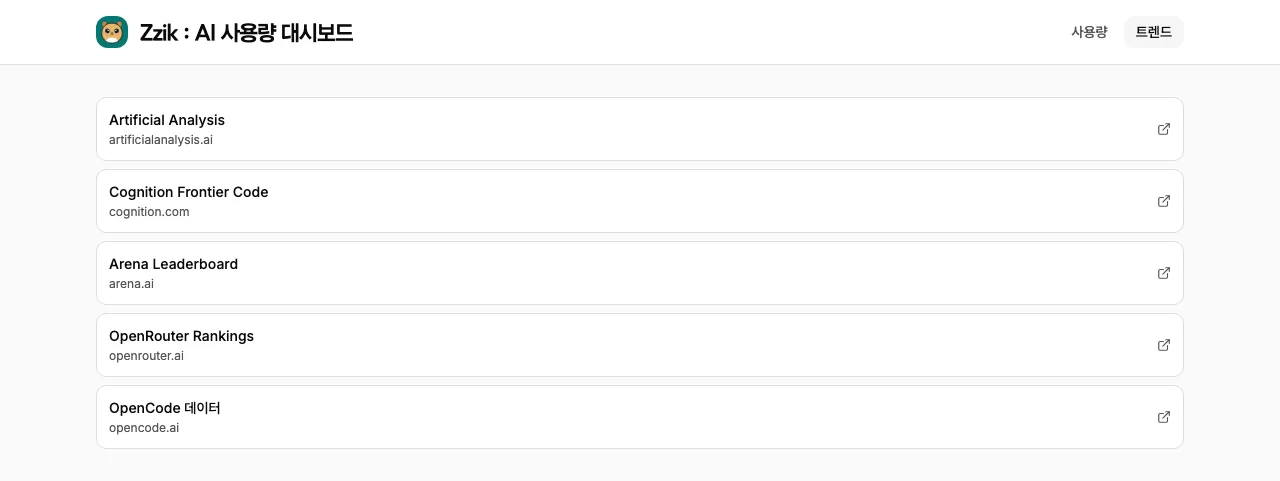 Zzik : AI 사용량 대시보드
사용량
트렌드
Artificial Analysis
artificialanalysis.ai
Cognition Frontier Code
cognition.com
Arena Leaderboard
arena.ai
OpenRouter Rankings
openrouter.ai
OpenCode 데이터
opencode.ai